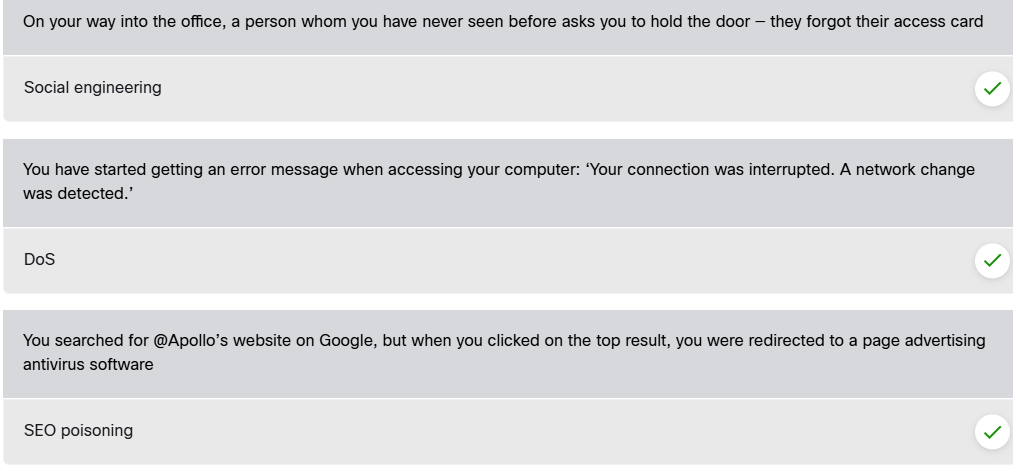 On your way into the office, a person whom you have never seen before asks you to hold the door – they forgot their access card
Social engineering
You have started getting an error message when accessing your computer: ‘Your connection was interrupted. A network change
was detected.’
DoS
You searched for @Apollo’s website on Google, but when you clicked on the top result, you were redirected to a page advertising
antivirus software
SEO poisoning